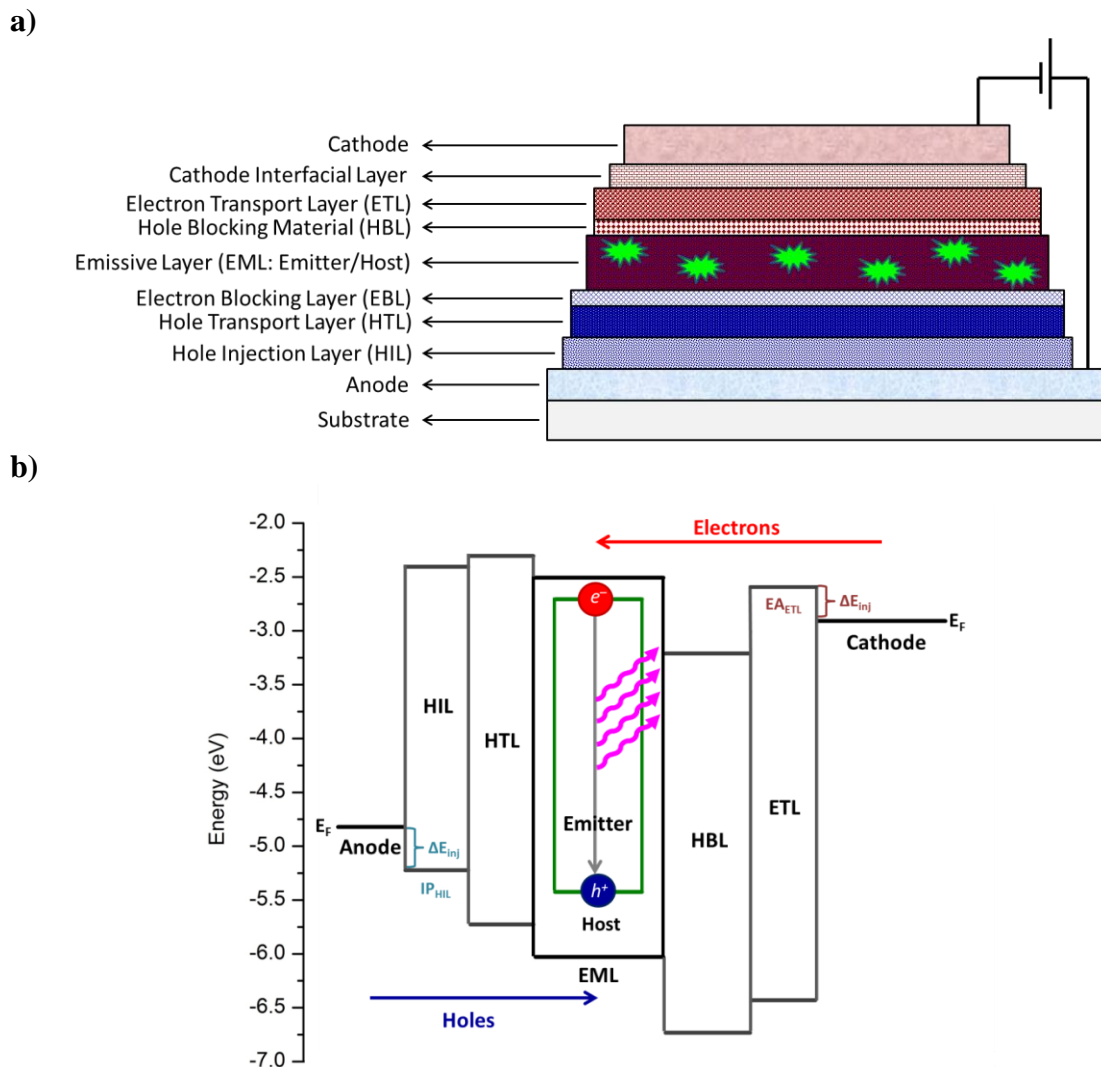 a)
Cathode
Cathode Interfacial Layer
Electron Transport Layer (ETL)
Hole Blocking Material (HBL)
Emissive Layer (EML: Emitter/Host)
Electron Blocking Layer (EBL)
Hole Transport Layer (HTL)
Hole Injection Layer (HIL)
Anode
Substrate
b)
Energy (eV)
-2.0
-2.5
-3.0
-3.5
-4.0
-4.5
-5.0
-5.5
-6.0
-6.5
-7.0
Electrons
e⁻
EA_ETL
ΔE_inj
E_F
Cathode
HIL
HTL
HBL
ETL
Emitter
E_F
Anode
ΔE_inj
IP_HIL
h⁺
Host
EML
Holes